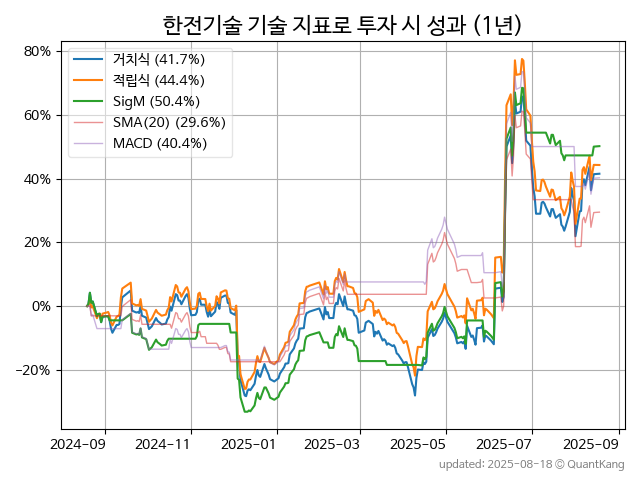 한전기술 기술 지표로 투자 시 성과 (1년)
80%
60%
40%
20%
0%
−20%
거치식 (41.7%)
적립식 (44.4%)
SigM (50.4%)
SMA(20) (29.6%)
MACD (40.4%)
2024-09
2024-11
2025-01
2025-03
2025-05
2025-07
2025-09
updated: 2025-08-18 © QuantKang